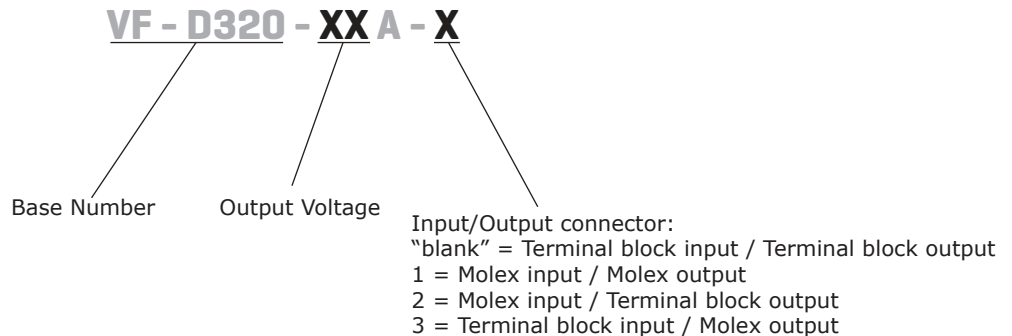 VF - D320 - XX A - X
Base Number
Output Voltage
Input/Output connector:
“blank” = Terminal block input / Terminal block output
1 = Molex input / Molex output
2 = Molex input / Terminal block output
3 = Terminal block input / Molex output